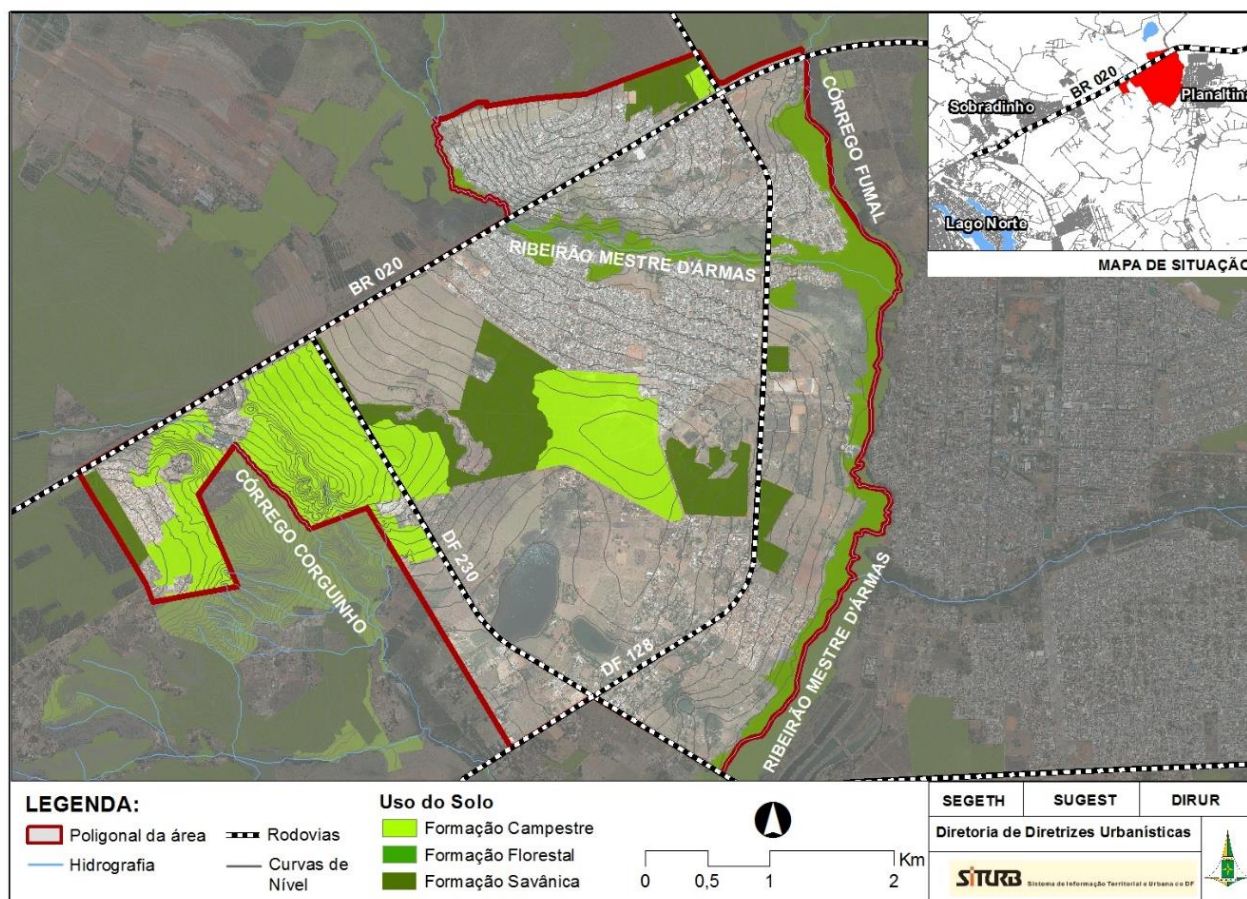 BR 020
Sobradinho
Planaltina
Lago Norte
MAPA DE SITUAÇÃO
CÓRREGO FUMAL
RIBEIRÃO MESTRE D'ÁRMAS
BR 020
CÓRREGO CORGUINHO
DF 230
DF 128
RIBEIRÃO MESTRE D'ÁRMAS
LEGENDA:
Poligonal da área
Rodovias
Hidrografia
Curvas de
Nível
Uso do Solo
Formação Campestre
Formação Florestal
Formação Savânica
Km
0 0,5 1 2
SEGETH SUGEST DIRUR
Diretoria de Diretrizes Urbanísticas
SITURB Sistema de Informação Territorial e Urbana do DF